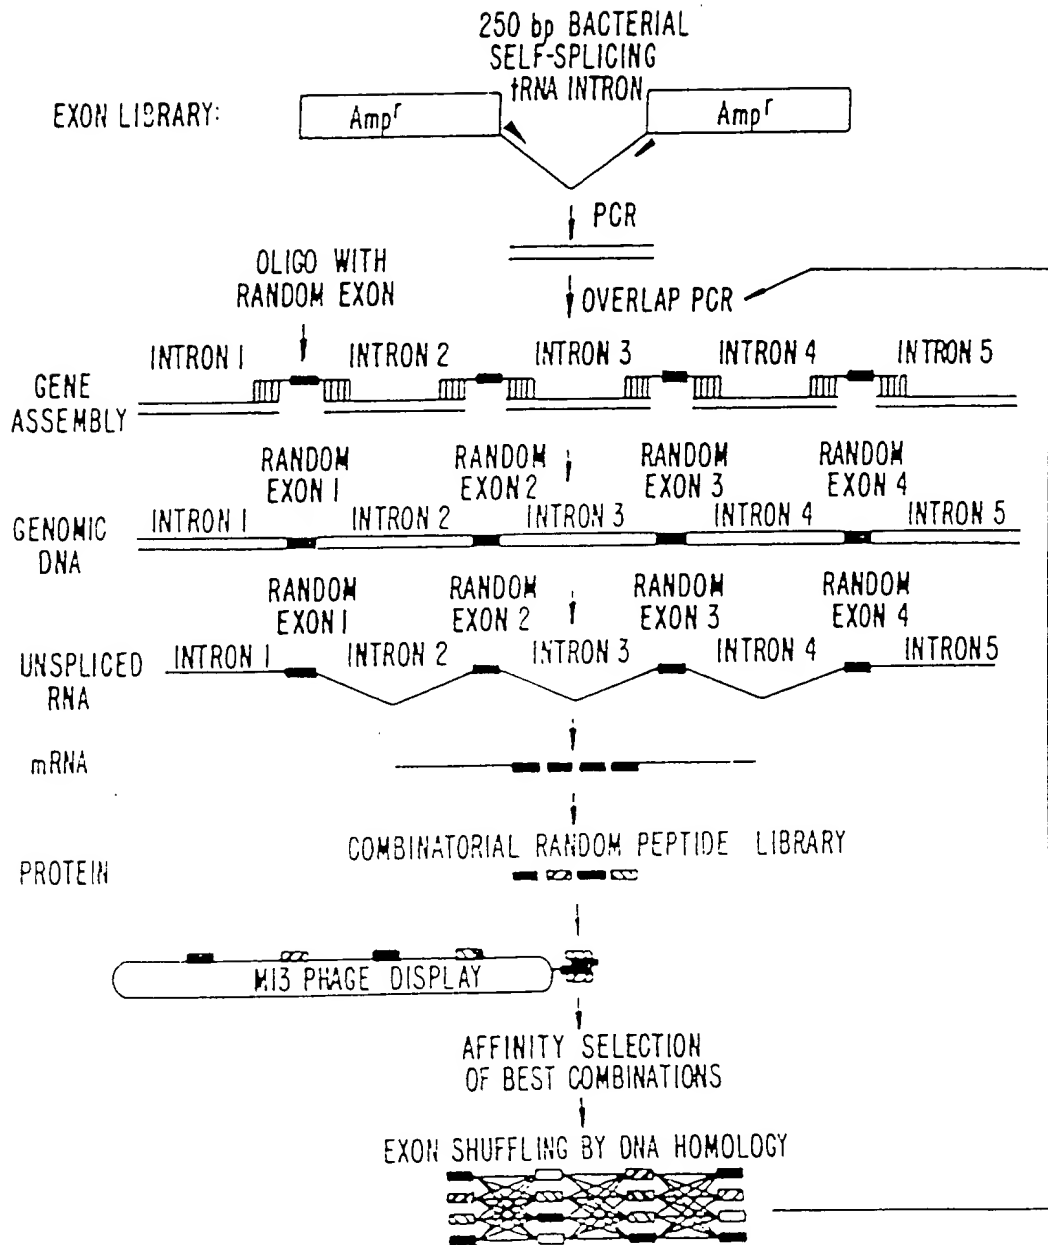 250 bp BACTERIAL
SELF-SPLICING
tRNA INTRON
EXON LIBRARY:
Ampʳ
Ampʳ
PCR
OLIGO WITH
RANDOM EXON
OVERLAP PCR
INTRON 1 INTRON 2 INTRON 3 INTRON 4 INTRON 5
GENE
ASSEMBLY
RANDOM
EXON 1
RANDOM
EXON 2
RANDOM
EXON 3
RANDOM
EXON 4
INTRON 1 INTRON 2 INTRON 3 INTRON 4 INTRON 5
GENOMIC
DNA
RANDOM
EXON 1
RANDOM
EXON 2
RANDOM
EXON 3
RANDOM
EXON 4
INTRON 1 INTRON 2 INTRON 3 INTRON 4 INTRON 5
UNSPLICED
RNA
mRNA
COMBINATORIAL RANDOM PEPTIDE LIBRARY
PROTEIN
M13 PHAGE DISPLAY
AFFINITY SELECTION
OF BEST COMBINATIONS
EXON SHUFFLING BY DNA HOMOLOGY